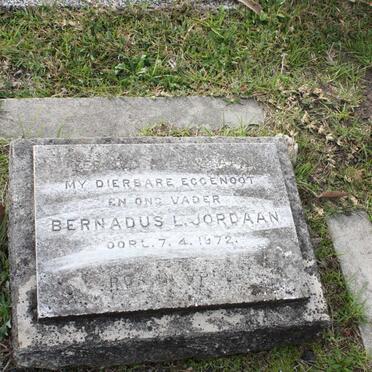 MY DIERBARE EGGENOOT
EN ONS VADER
BERNADUS L. JORDAAN
OORL. 7. 4. 1972.